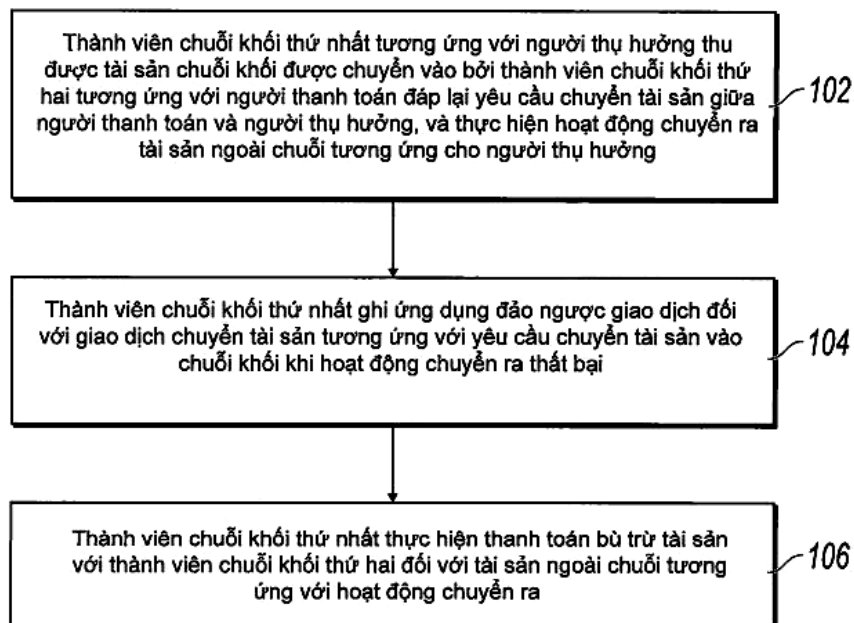 Thành viên chuỗi khối thứ nhất tương ứng với người thụ hưởng thu
được tài sản chuỗi khối được chuyển vào bởi thành viên chuỗi khối thứ
hai tương ứng với người thanh toán đáp lại yêu cầu chuyển tài sản giữa
người thanh toán và người thụ hưởng, và thực hiện hoạt động chuyển ra
tài sản ngoài chuỗi tương ứng cho người thụ hưởng
102
Thành viên chuỗi khối thứ nhất ghi ứng dụng đảo ngược giao dịch đối
với giao dịch chuyển tài sản tương ứng với yêu cầu chuyển tài sản vào
chuỗi khối khi hoạt động chuyển ra thất bại
104
Thành viên chuỗi khối thứ nhất thực hiện thanh toán bù trừ tài sản
với thành viên chuỗi khối thứ hai đối với tài sản ngoài chuỗi tương
ứng với hoạt động chuyển ra
106